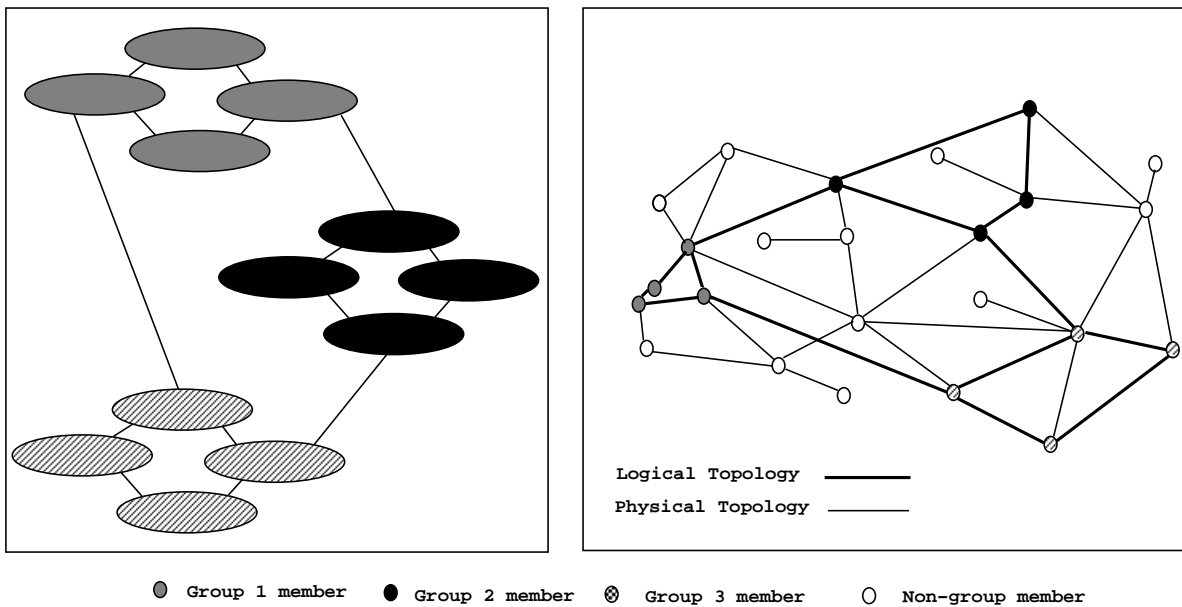 Logical Topology
Physical Topology
Group 1 member
Group 2 member
Group 3 member
Non-group member